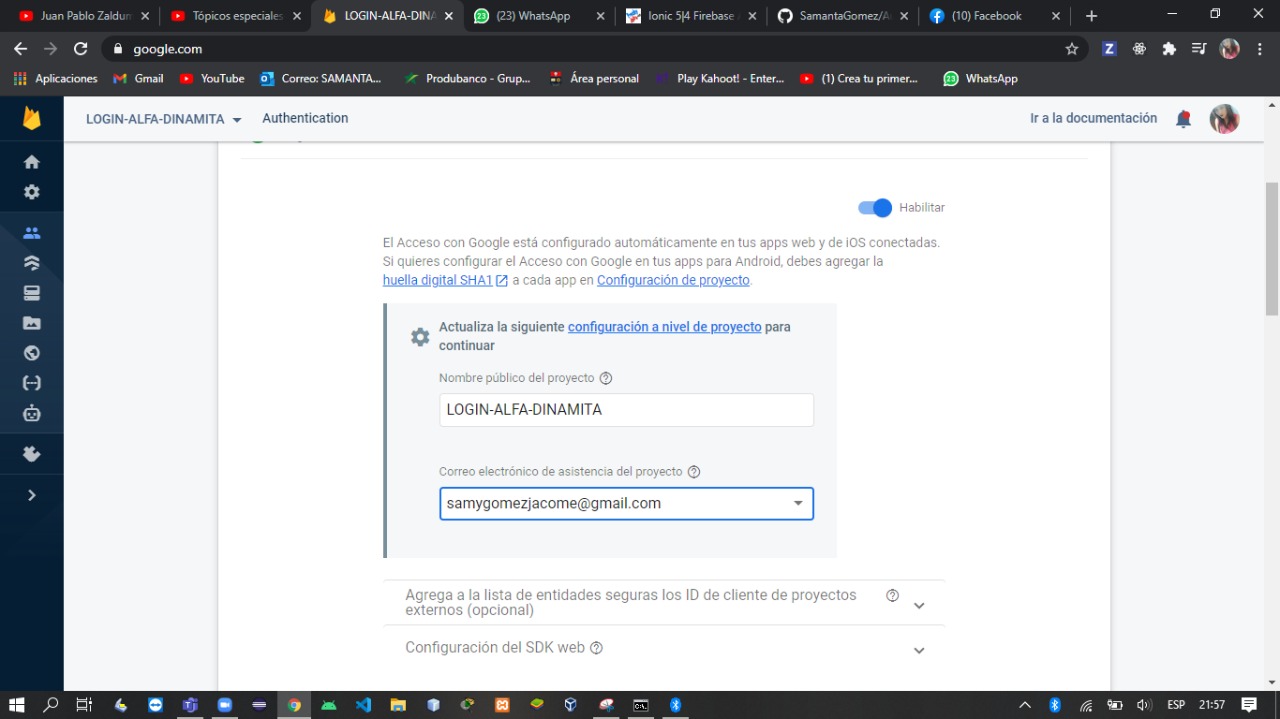 Juan Pablo Zaldum
Tópicos especiales
LOGIN-ALFA-DINA
(23) WhatsApp
Ionic 5|4 Firebase
SamantaGomez/A
(10) Facebook
google.com
Aplicaciones
Gmail
YouTube
Correo: SAMANTA...
Produbanco - Grup...
Área personal
Play Kahoot! - Enter...
(1) Crea tu primer...
WhatsApp
LOGIN-ALFA-DINAMITA
Authentication
Ir a la documentación
Habilitar
El Acceso con Google está configurado automáticamente en tus apps web y de iOS conectadas.
Si quieres configurar el Acceso con Google en tus apps para Android, debes agregar la
huella digital SHA1 a cada app en Configuración de proyecto.
Actualiza la siguiente configuración a nivel de proyecto para
continuar
Nombre público del proyecto
LOGIN-ALFA-DINAMITA
Correo electrónico de asistencia del proyecto
samygomezjacome@gmail.com
Agrega a la lista de entidades seguras los ID de cliente de proyectos
externos (opcional)
Configuración del SDK web
ESP
21:57